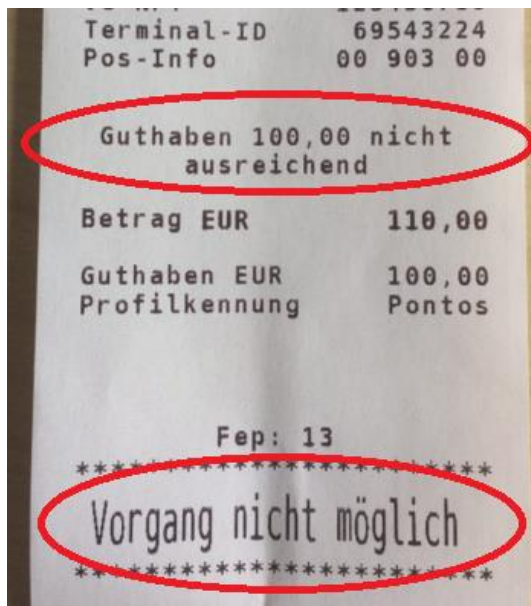 Terminal-ID 69543224
Pos-Info 00 903 00
Guthaben 100,00 nicht
ausreichend
Betrag EUR 110,00
Guthaben EUR 100,00
Profilkennung Pontos
Fep: 13
*************************
Vorgang nicht möglich
*************************